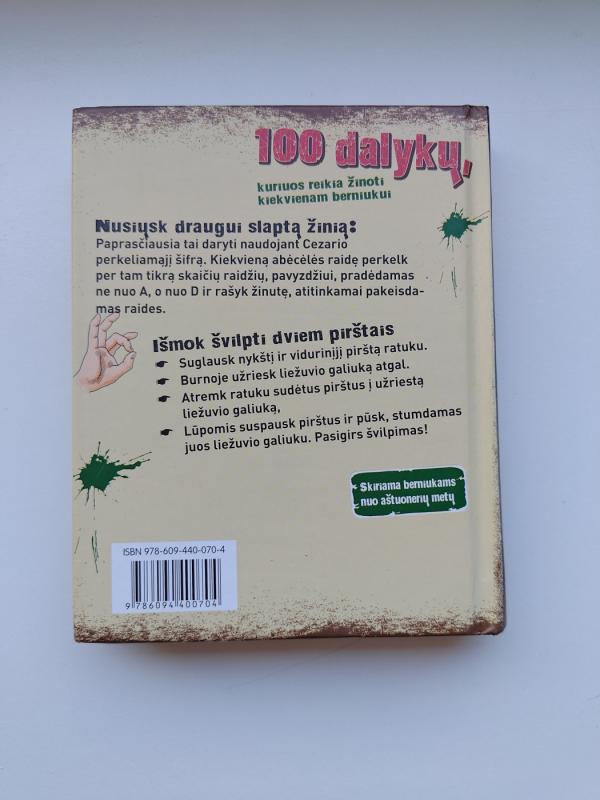 100 dalykų,
kuriuos reikia žinoti
kiekvienam berniukui
Nusiųsk draugui slaptą žinią:
Paprasčiausia tai daryti naudojant Cezario
perkeliamąjį šifrą. Kiekvieną abėcėlės raidę perkelk
per tam tikrą skaičių raidžių, pavyzdžiui, pradėdamas
ne nuo A, o nuo D ir rašyk žinutę, atitinkamai pakeisda-
mas raides.
Išmok švilpti dviem pirštais
Suglausk nykštį ir vidurinįjį pirštą ratuku.
Burnoje užriesk liežuvio galiuką atgal.
Atremk ratuku sudėtus pirštus į užriestą
liežuvio galiuką,
Lūpomis suspausk pirštus ir pūsk, stumdamas
juos liežuvio galiuku. Pasigirs švilpimas!
Skiriama berniukams
nuo aštuonerių metų
ISBN 978-609-440-070-4
9 786094 400704